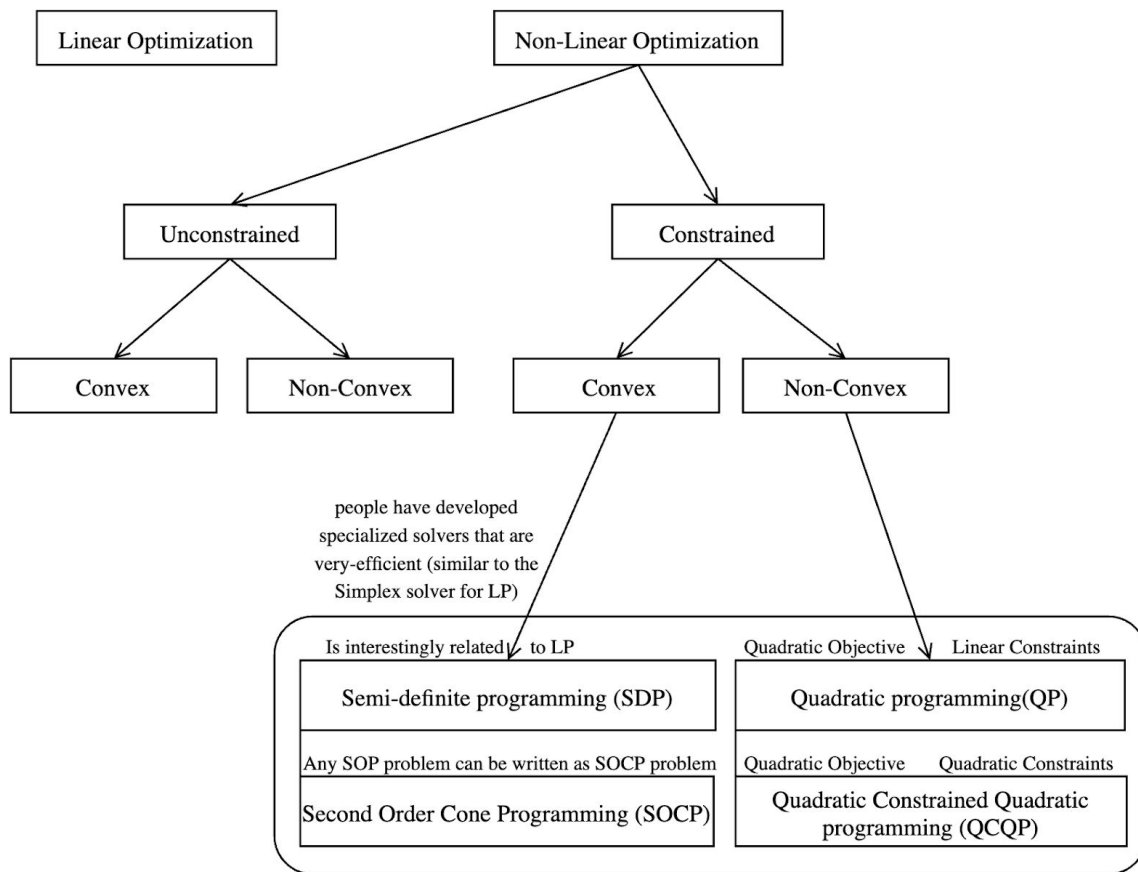 Linear Optimization
Non-Linear Optimization
Unconstrained
Constrained
Convex
Non-Convex
Convex
Non-Convex
people have developed
specialized solvers that are
very-efficient (similar to the
Simplex solver for LP)
Is interestingly related to LP
Quadratic Objective
Linear Constraints
Semi-definite programming (SDP)
Quadratic programming(QP)
Any SOP problem can be written as SOCP problem
Quadratic Objective
Quadratic Constraints
Second Order Cone Programming (SOCP)
Quadratic Constrained Quadratic
programming (QCQP)